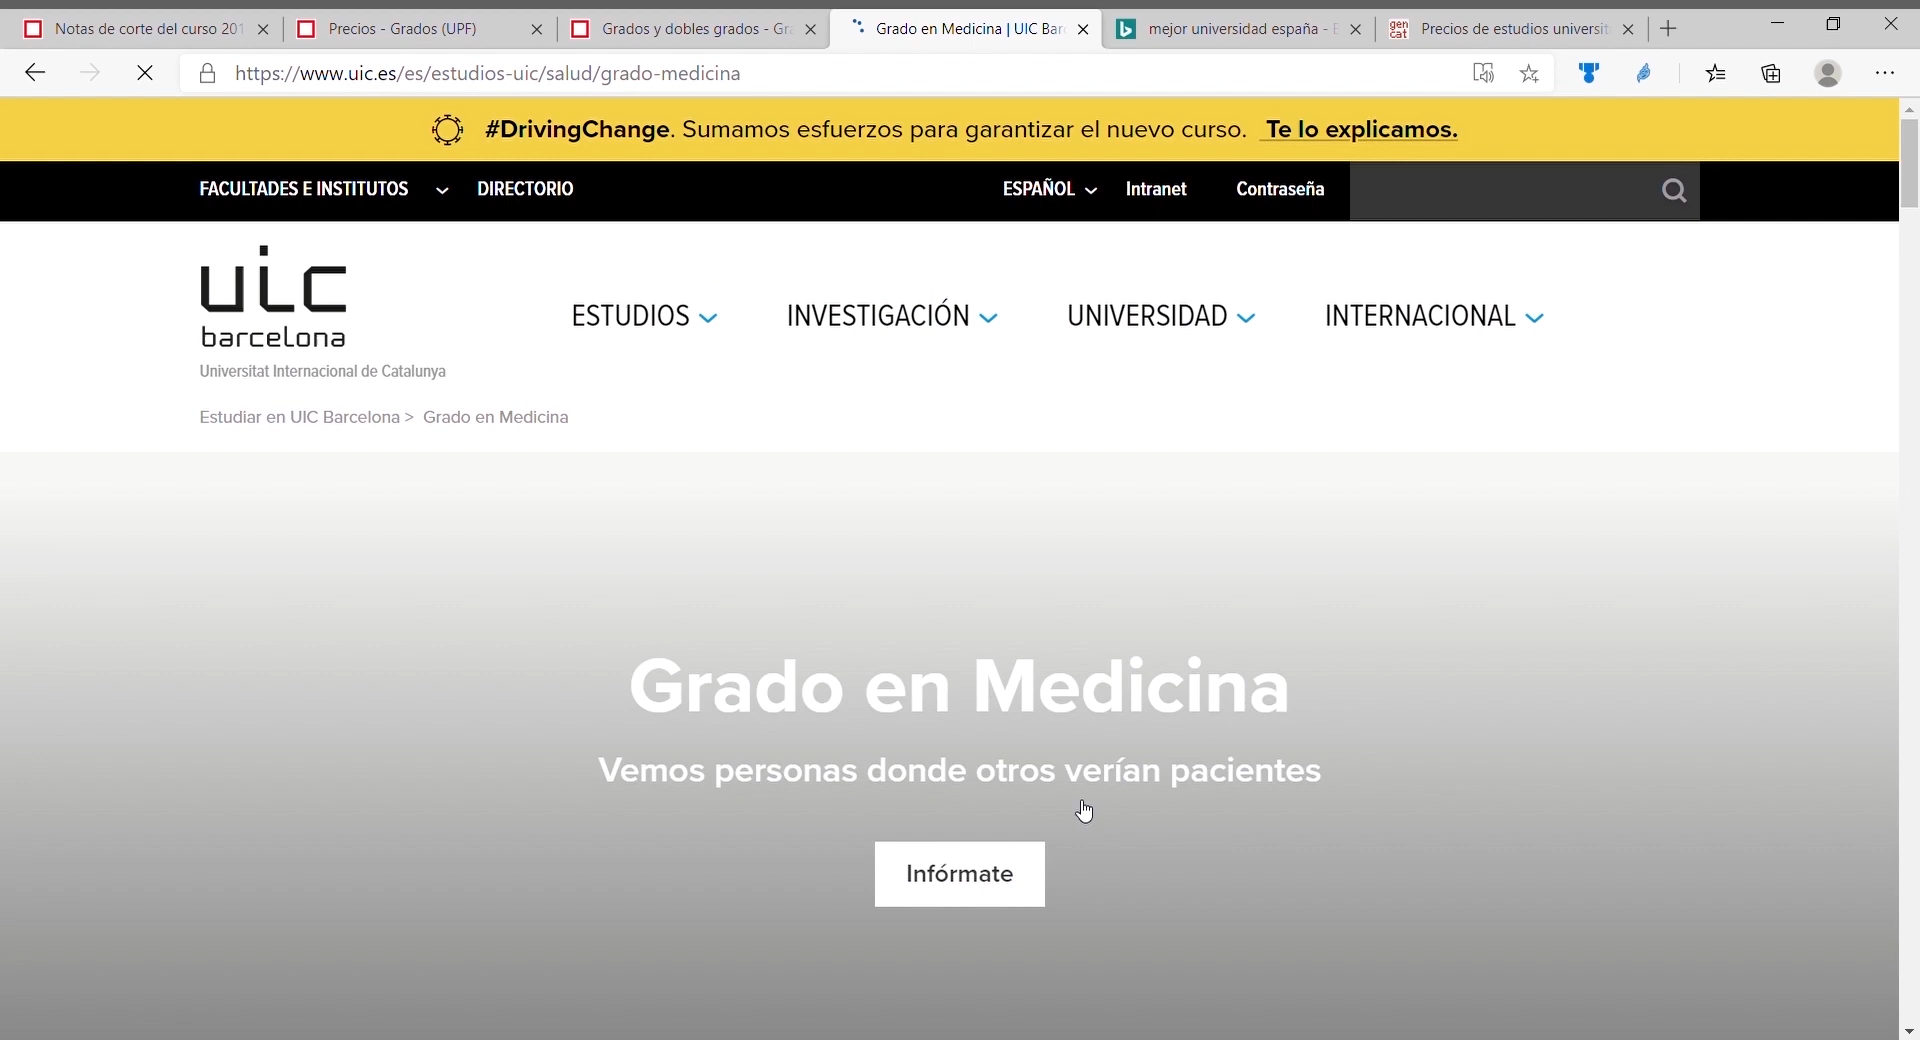 Notas de corte del curso 201
Precios - Grados (UPF)
Grados y dobles grados - Gra
Grado en Medicina | UIC Bar
mejor universidad españa - B
gen cat
Precios de estudios universit
https://www.uic.es/es/estudios-uic/salud/grado-medicina
#DrivingChange. Sumamos esfuerzos para garantizar el nuevo curso. Te lo explicamos.
FACULTADES E INSTITUTOS DIRECTORIO ESPAÑOL Intranet Contraseña
uic
barcelona
Universitat Internacional de Catalunya
ESTUDIOS INVESTIGACIÓN UNIVERSIDAD INTERNACIONAL
Estudiar en UIC Barcelona > Grado en Medicina
Grado en Medicina
Vemos personas donde otros verían pacientes
Infórmate